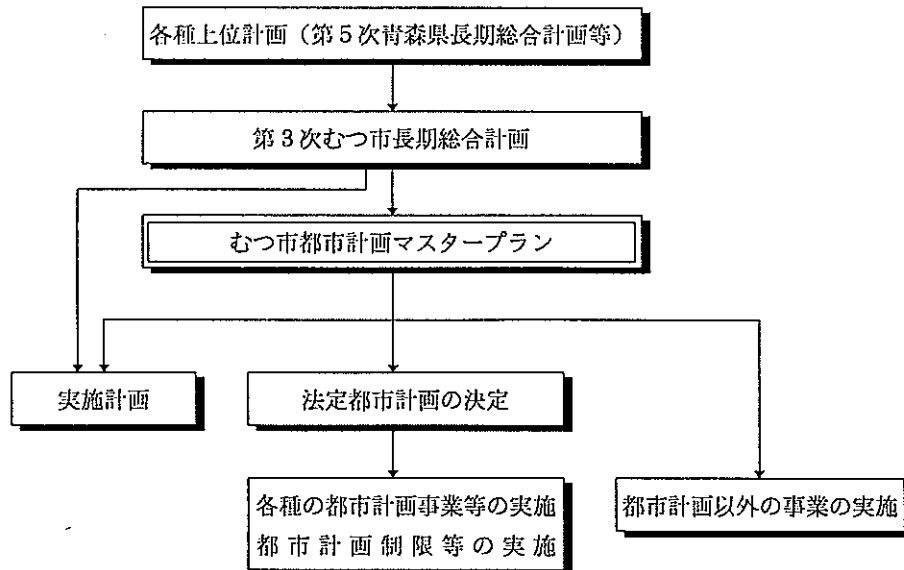 各種上位計画（第５次青森県長期総合計画等）
第３次むつ市長期総合計画
むつ市都市計画マスタープラン
実施計画
法定都市計画の決定
各種の都市計画事業等の実施
都市計画制限等の実施
都市計画以外の事業の実施